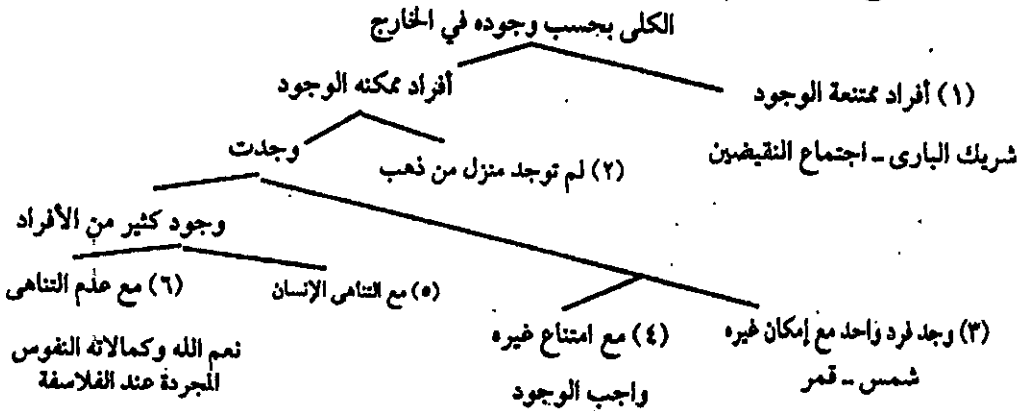 الكلى بحسب وجوده في الخارج
(١) أفراد ممتنعة الوجود
شريك البارى - اجتماع النقيضين
أفراد ممكنه الوجود
(٢) لم توجد منزل من ذهب
وجدت
(٣) وجد فرد واحد مع إمكان غيره
شمس - قمر
(٤) مع امتناع غيره
واجب الوجود
وجود كثير من الأفراد
(٥) مع التناهى الإنسان
(٦) مع عدم التناهى
نعم الله وكمالاته النفوس
المجردة عند الفلاسفة